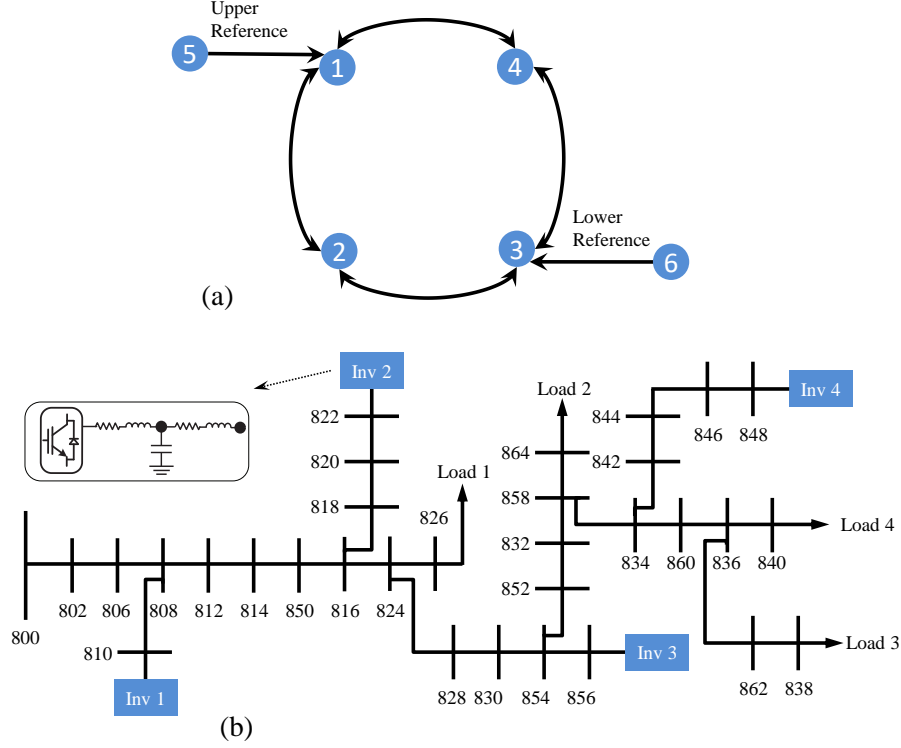 Upper
Reference
5
1
4
2
3
Lower
Reference
6
(a)
Inv 2
Inv 4
Load 2
822
844
846
848
820
864
842
Load 1
818
826
858
Load 4
832
834
860
836
840
852
802
806
808
812
814
850
816
824
800
810
Inv 3
Load 3
828
830
854
856
862
838
Inv 1
(b)